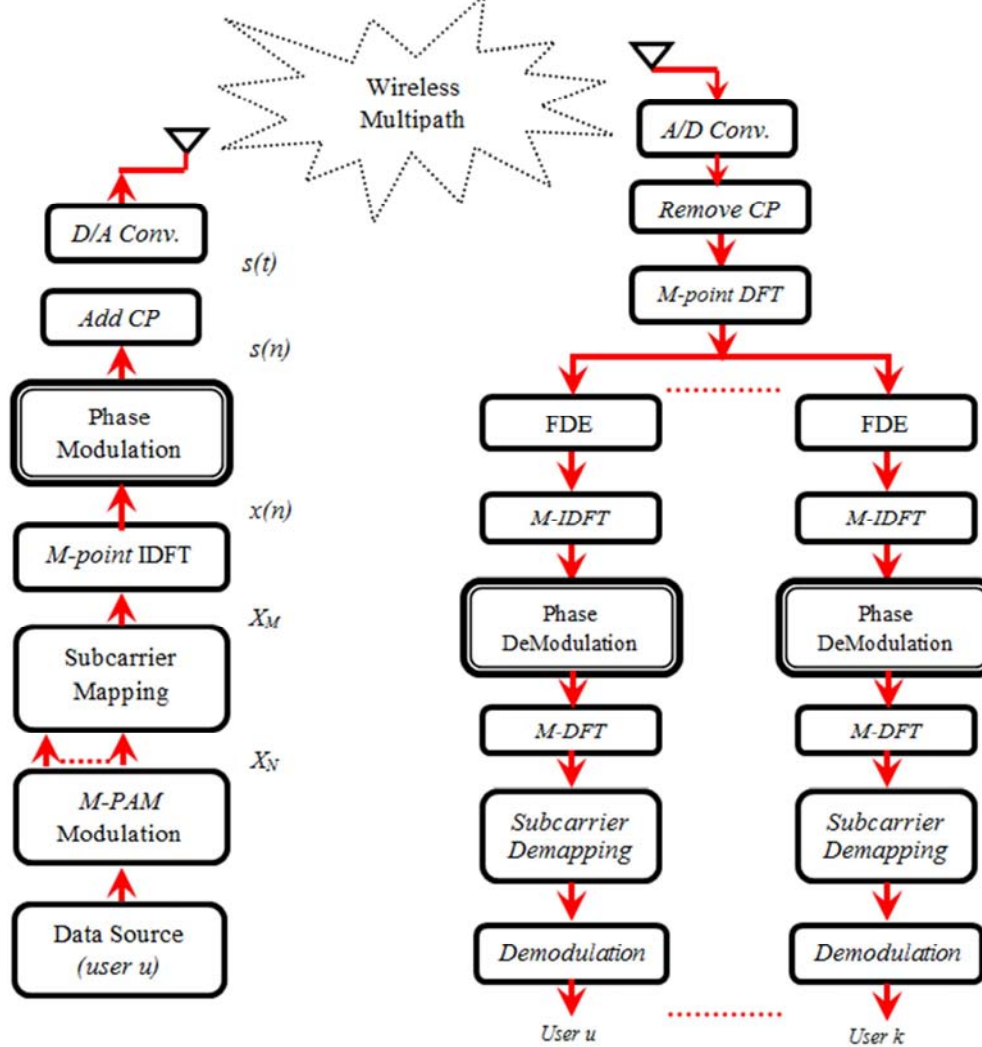 Wireless
Multipath
D/A Conv.
s(t)
Add CP
s(n)
Phase
Modulation
x(n)
M-point IDFT
X_M
Subcarrier
Mapping
X_N
M-PAM
Modulation
Data Source
(user u)
A/D Conv.
Remove CP
M-point DFT
FDE
M-IDFT
Phase
DeModulation
M-DFT
Subcarrier
Demapping
Demodulation
User u
FDE
M-IDFT
Phase
DeModulation
M-DFT
Subcarrier
Demapping
Demodulation
User k